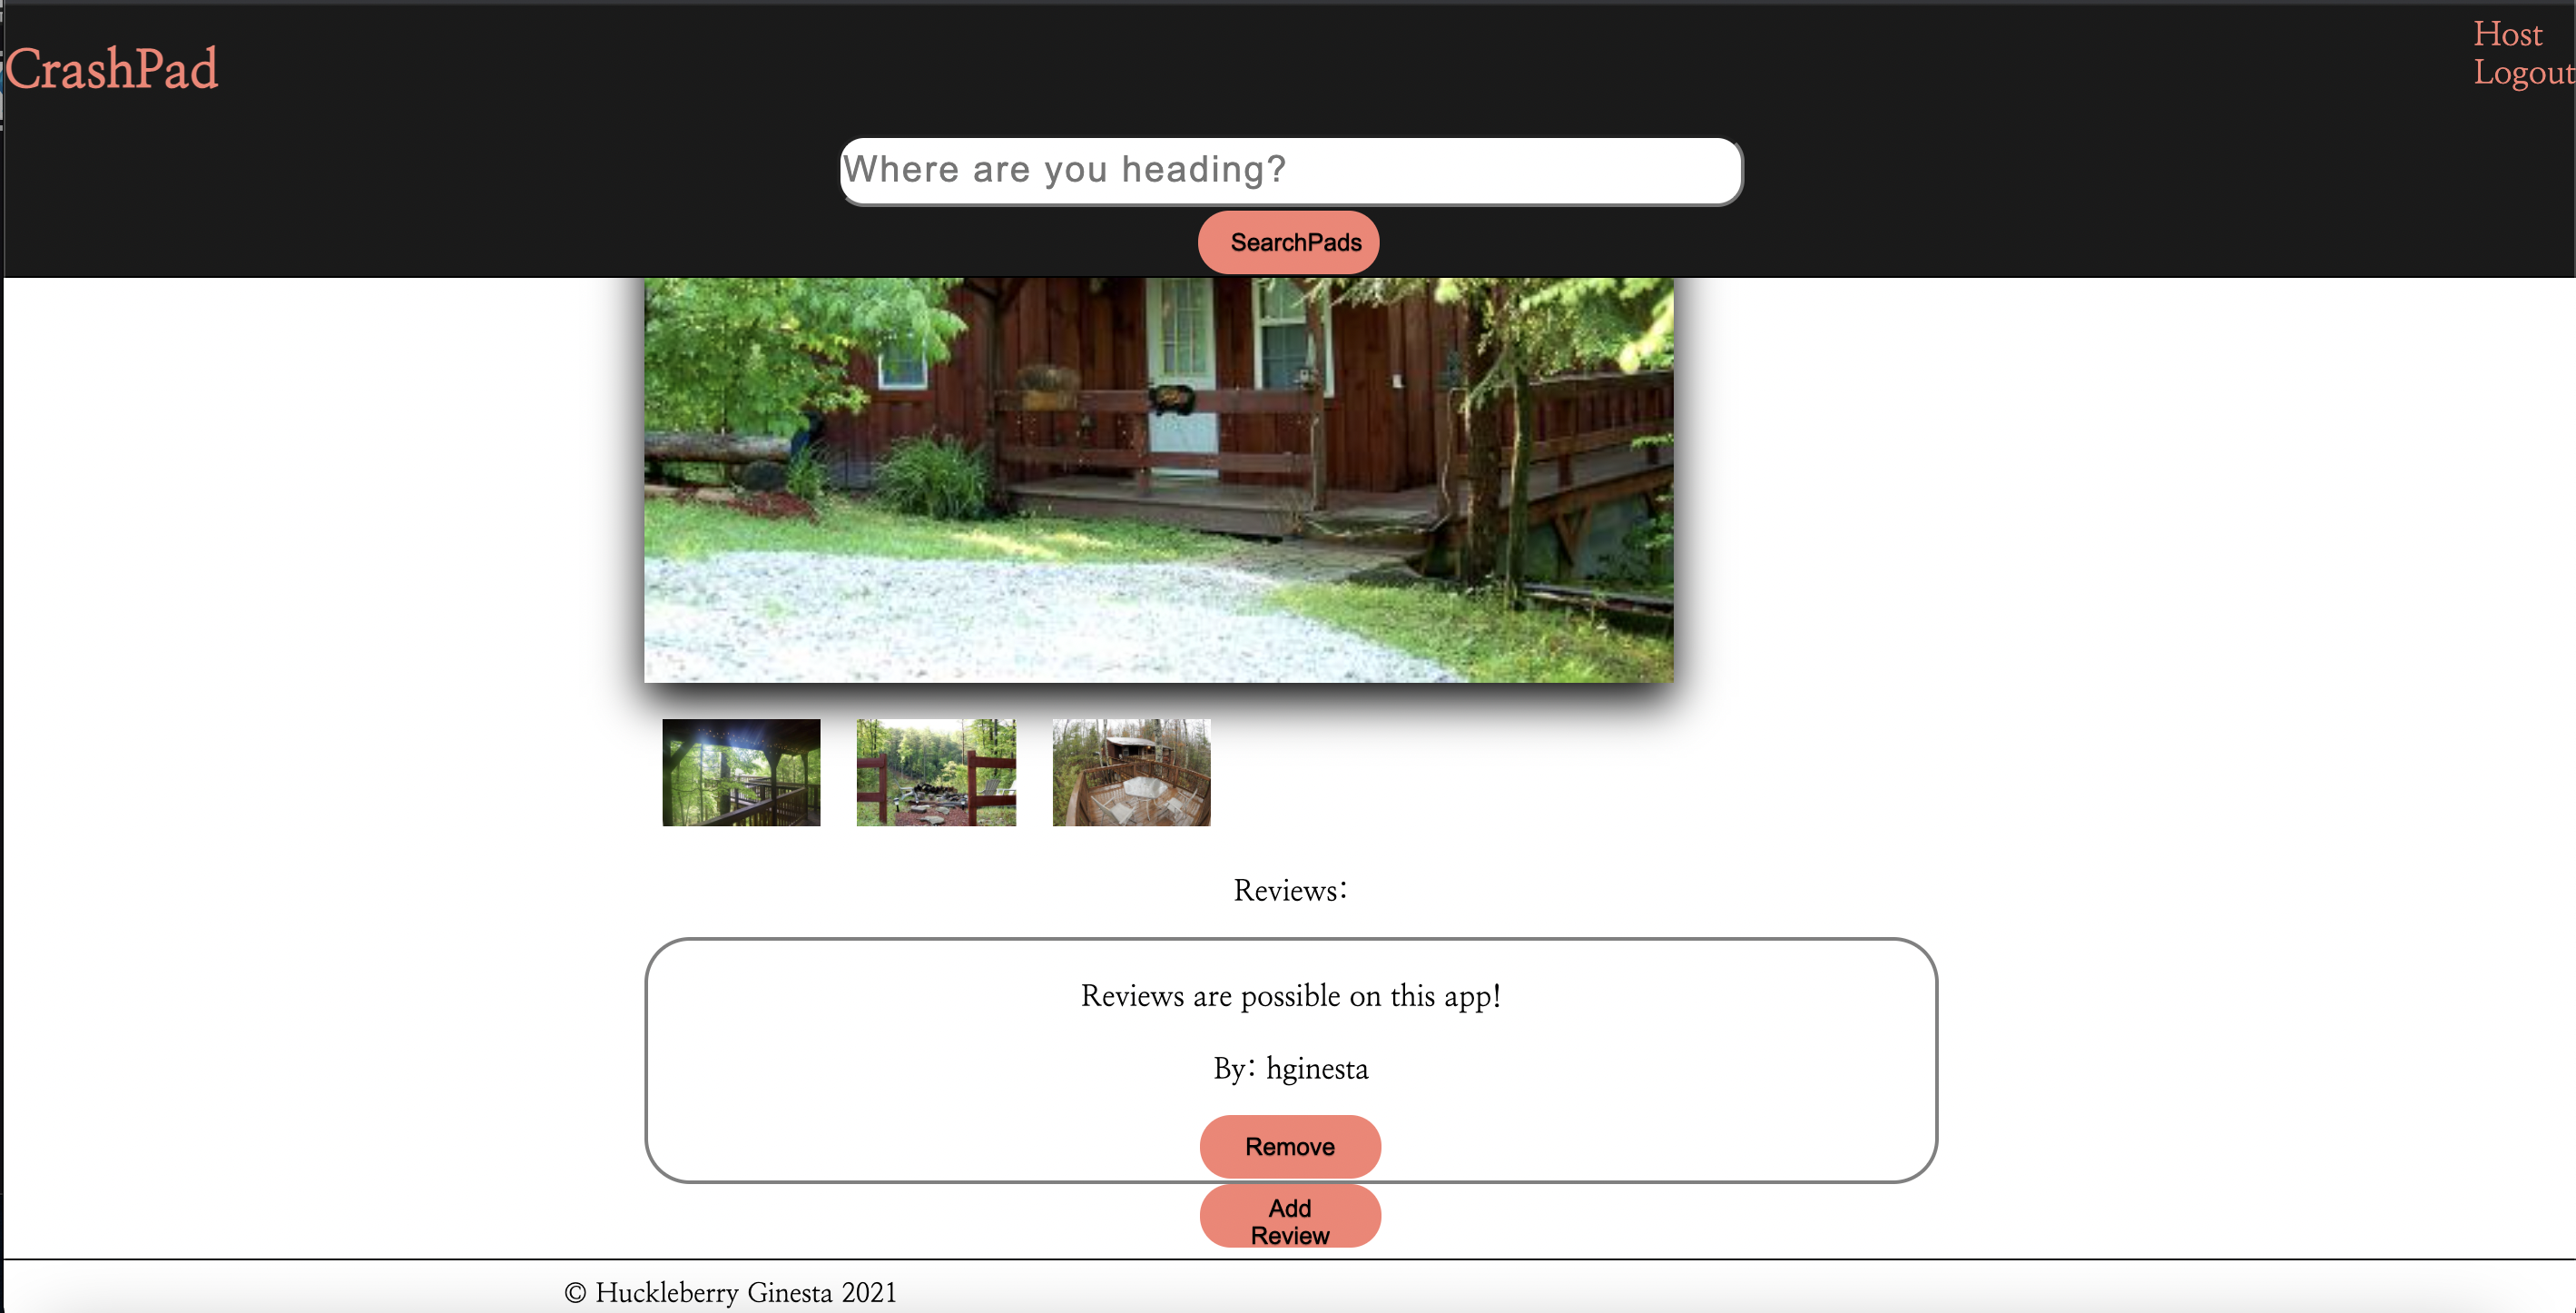 CrashPad
Host
Logout
Where are you heading?
SearchPads
Reviews:
Reviews are possible on this app!
By: hginesta
Remove
Add
Review
© Huckleberry Ginesta 2021